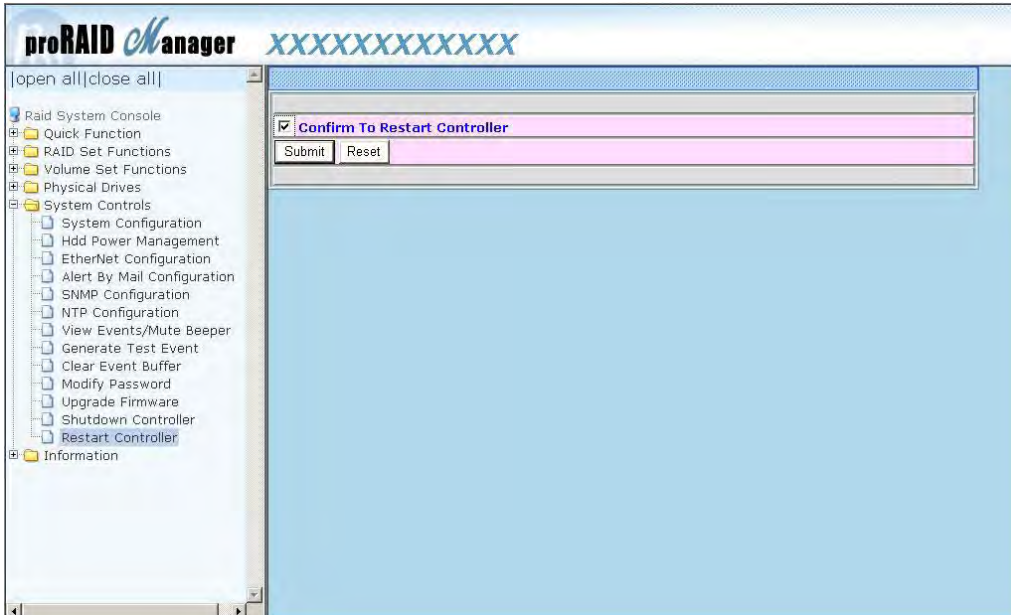 proRAID Manager XXXXXXXXXXXX
|open all|close all|
Raid System Console
Quick Function
RAID Set Functions
Volume Set Functions
Physical Drives
System Controls
System Configuration
Hdd Power Management
EtherNet Configuration
Alert By Mail Configuration
SNMP Configuration
NTP Configuration
View Events/Mute Beeper
Generate Test Event
Clear Event Buffer
Modify Password
Upgrade Firmware
Shutdown Controller
Restart Controller
Information
Confirm To Restart Controller
Submit Reset